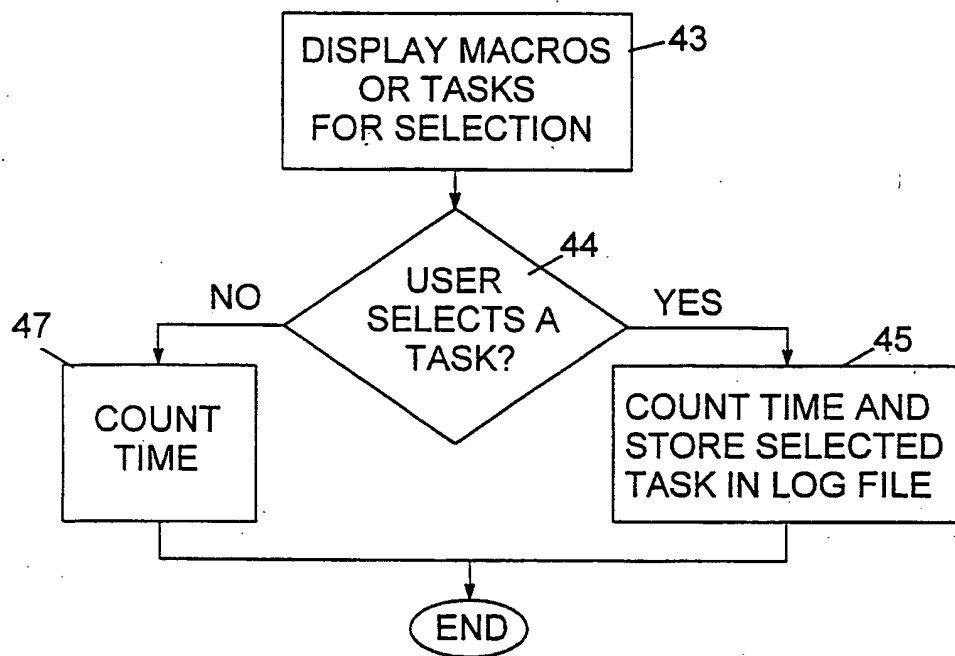 43
DISPLAY MACROS
OR TASKS
FOR SELECTION
44
USER
SELECTS A
TASK?
NO
YES
47
COUNT
TIME
45
COUNT TIME AND
STORE SELECTED
TASK IN LOG FILE
END